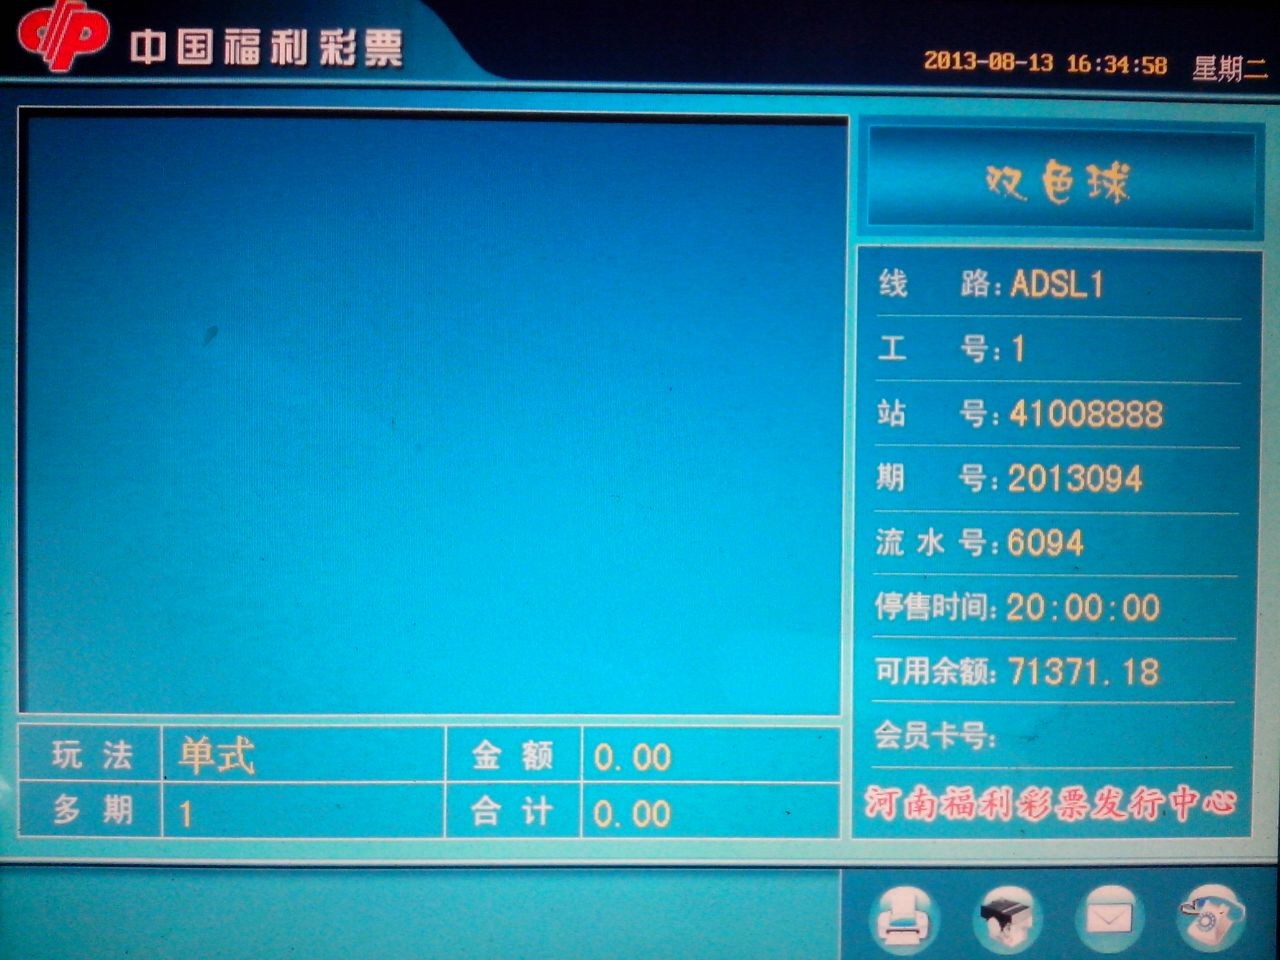 中国福利彩票
2013-08-13 16:34:58 星期二
双色球
线 路: ADSL1
工 号: 1
站 号: 41008888
期 号: 2013094
流 水 号: 6094
停售时间: 20:00:00
可用余额: 71371.18
会员卡号:
河南福利彩票发行中心
玩 法 单式 金 额 0.00
多 期 1 合 计 0.00